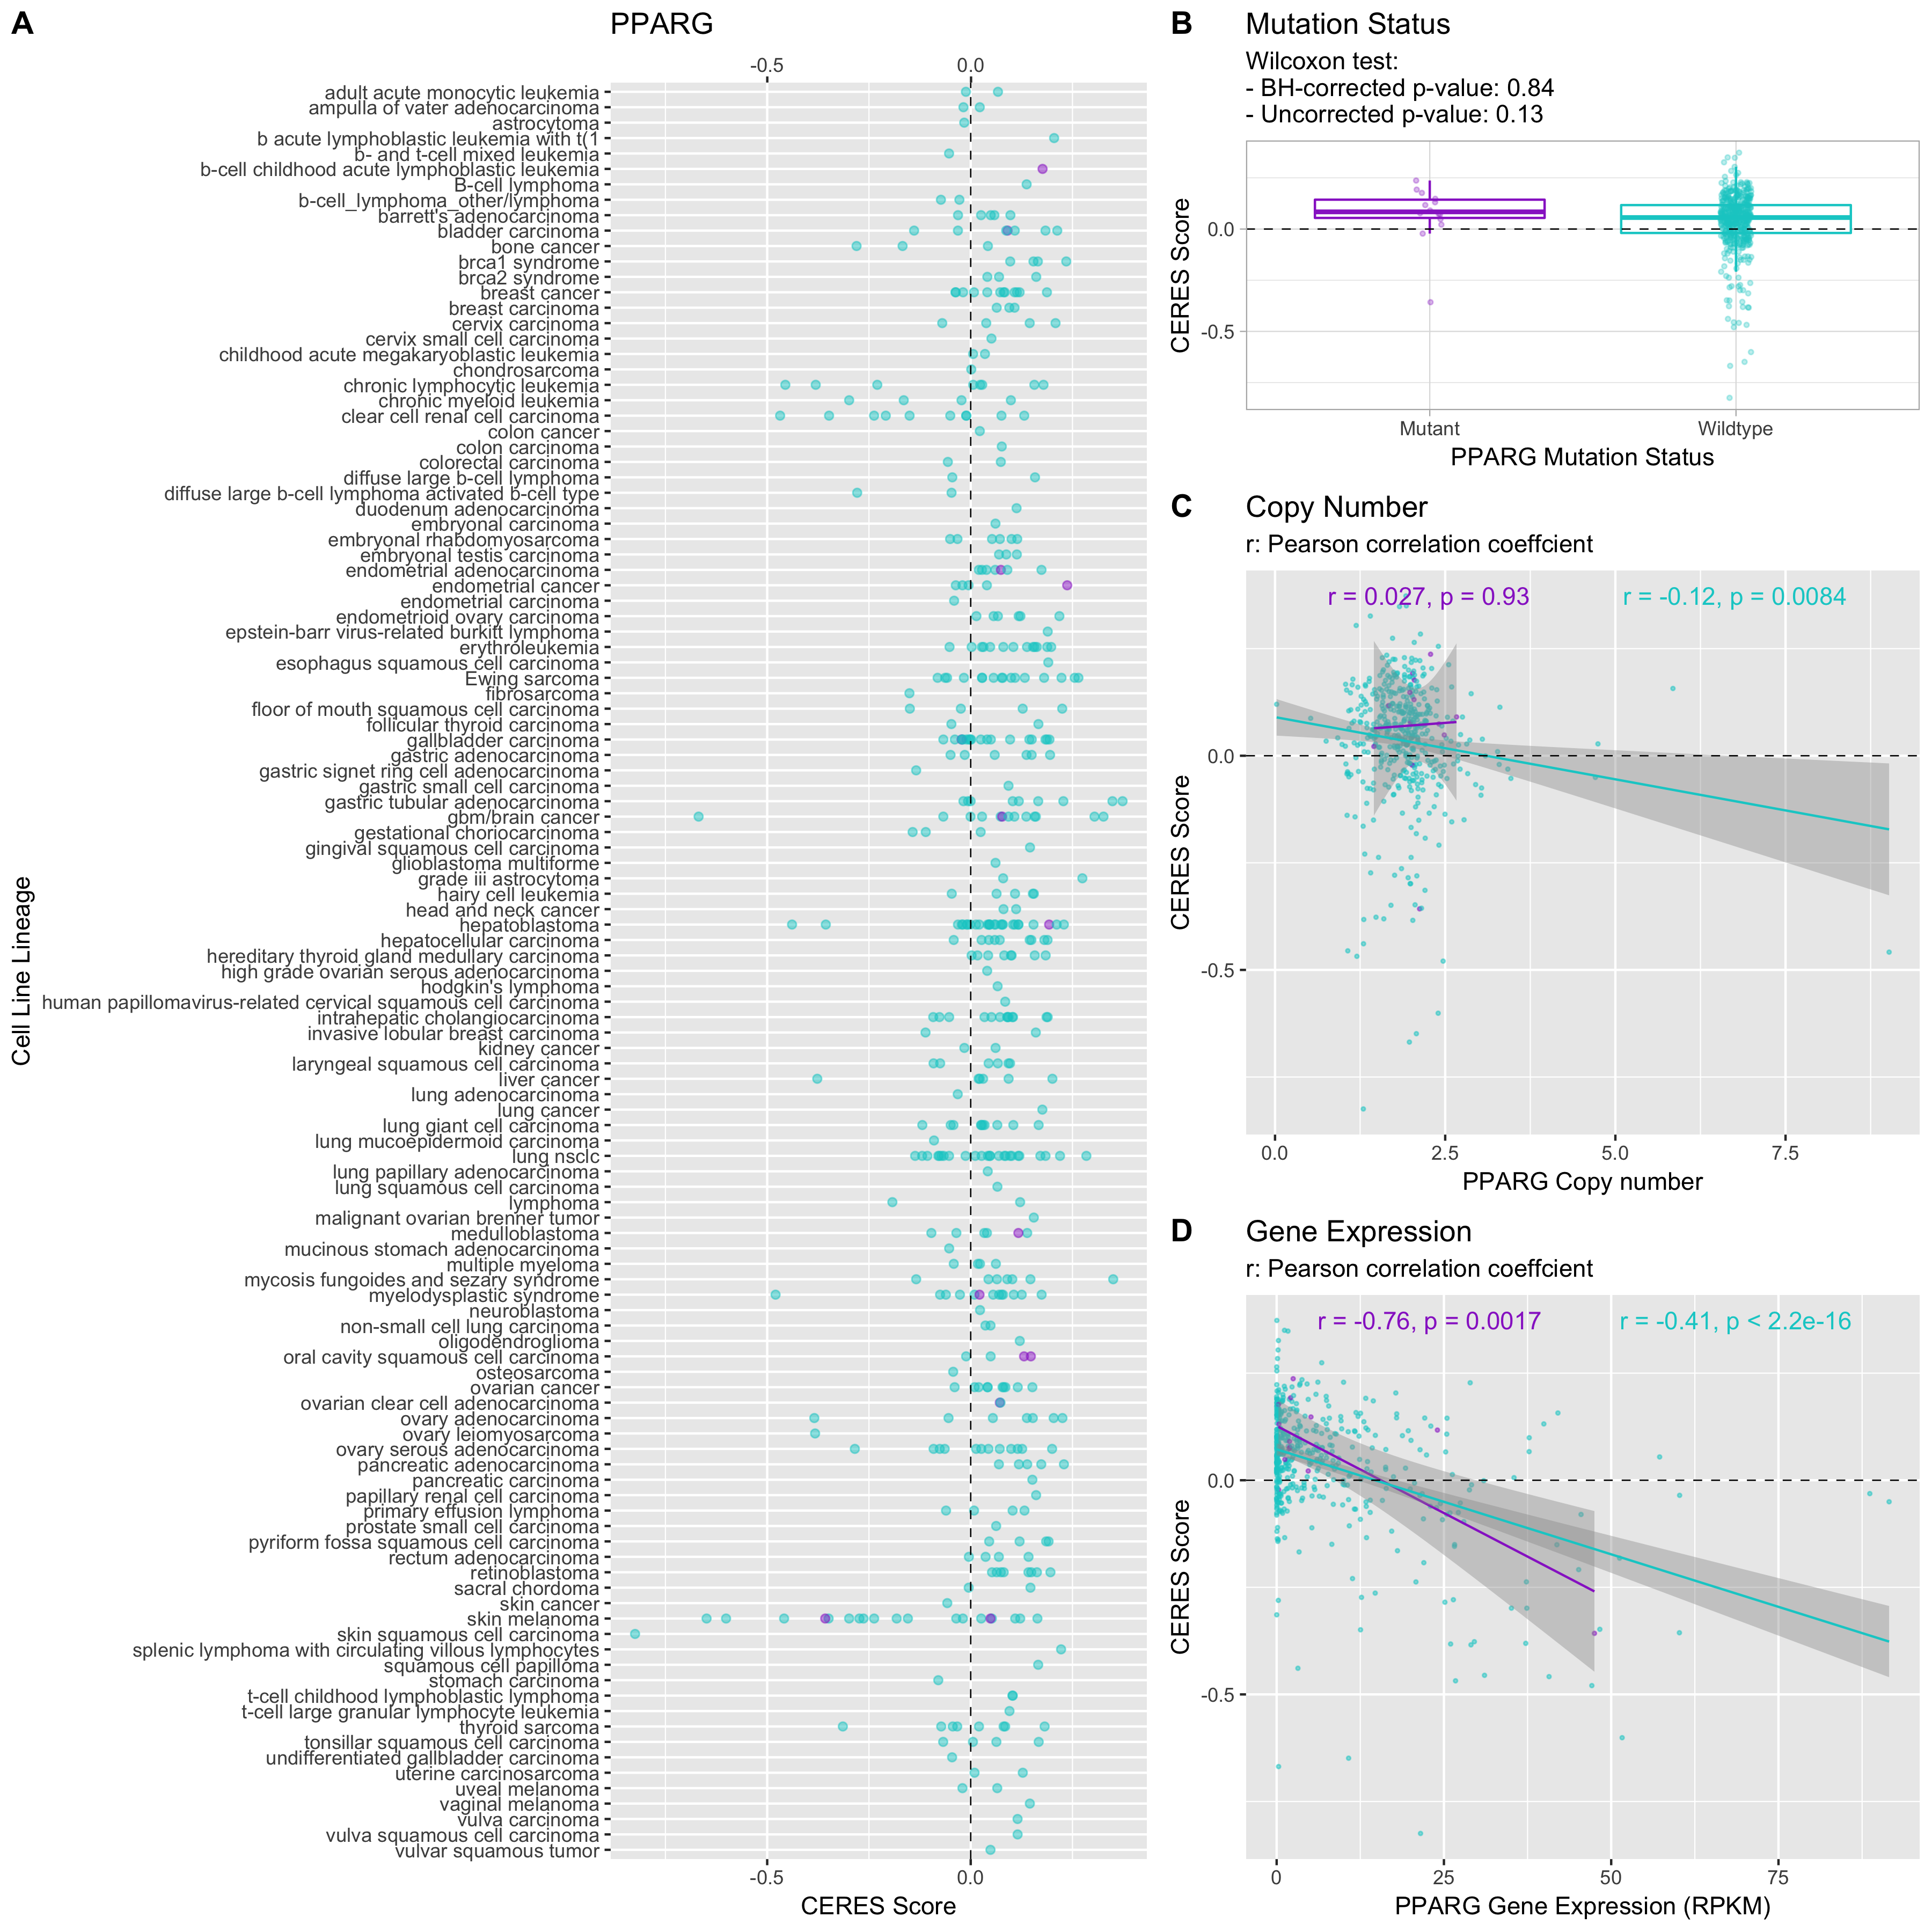 A
PPARG
-0.5 0.0
adult acute monocytic leukemia
ampulla of vater adenocarcinoma
astrocytoma
b acute lymphoblastic leukemia with t(1
b- and t-cell mixed leukemia
b-cell childhood acute lymphoblastic leukemia
B-cell lymphoma
b-cell_lymphoma_other/lymphoma
barrett's adenocarcinoma
bladder carcinoma
bone cancer
brca1 syndrome
brca2 syndrome
breast cancer
breast carcinoma
cervix carcinoma
cervix small cell carcinoma
childhood acute megakaryoblastic leukemia
chondrosarcoma
chronic lymphocytic leukemia
chronic myeloid leukemia
clear cell renal cell carcinoma
colon cancer
colon carcinoma
colorectal carcinoma
diffuse large b-cell lymphoma
diffuse large b-cell lymphoma activated b-cell type
duodenum adenocarcinoma
embryonal carcinoma
embryonal rhabdomyosarcoma
embryonal testis carcinoma
endometrial adenocarcinoma
endometrial cancer
endometrial carcinoma
endometrioid ovary carcinoma
epstein-barr virus-related burkitt lymphoma
erythroleukemia
esophagus squamous cell carcinoma
Ewing sarcoma
fibrosarcoma
floor of mouth squamous cell carcinoma
follicular thyroid carcinoma
gallbladder carcinoma
gastric adenocarcinoma
gastric signet ring cell adenocarcinoma
gastric small cell carcinoma
gastric tubular adenocarcinoma
gbm/brain cancer
gestational choriocarcinoma
gingival squamous cell carcinoma
glioblastoma multiforme
grade iii astrocytoma
hairy cell leukemia
head and neck cancer
hepatoblastoma
hepatocellular carcinoma
hereditary thyroid gland medullary carcinoma
high grade ovarian serous adenocarcinoma
hodgkin's lymphoma
human papillomavirus-related cervical squamous cell carcinoma
intrahepatic cholangiocarcinoma
invasive lobular breast carcinoma
kidney cancer
laryngeal squamous cell carcinoma
liver cancer
lung adenocarcinoma
lung cancer
lung giant cell carcinoma
lung mucoepidermoid carcinoma
lung nsclc
lung papillary adenocarcinoma
lung squamous cell carcinoma
lymphoma
malignant ovarian brenner tumor
medulloblastoma
mucinous stomach adenocarcinoma
multiple myeloma
mycosis fungoides and sezary syndrome
myelodysplastic syndrome
neuroblastoma
non-small cell lung carcinoma
oligodendroglioma
oral cavity squamous cell carcinoma
osteosarcoma
ovarian cancer
ovarian clear cell adenocarcinoma
ovary adenocarcinoma
ovary leiomyosarcoma
ovary serous adenocarcinoma
pancreatic adenocarcinoma
pancreatic carcinoma
papillary renal cell carcinoma
primary effusion lymphoma
prostate small cell carcinoma
pyriform fossa squamous cell carcinoma
rectum adenocarcinoma
retinoblastoma
sacral chordoma
skin cancer
skin melanoma
skin squamous cell carcinoma
splenic lymphoma with circulating villous lymphocytes
squamous cell papilloma
stomach carcinoma
t-cell childhood lymphoblastic lymphoma
t-cell large granular lymphocyte leukemia
thyroid sarcoma
tonsillar squamous cell carcinoma
undifferentiated gallbladder carcinoma
uterine carcinosarcoma
uveal melanoma
vaginal melanoma
vulva carcinoma
vulva squamous cell carcinoma
vulvar squamous tumor
-0.5 0.0
CERES Score
Cell Line Lineage
B
Mutation Status
Wilcoxon test:
- BH-corrected p-value: 0.84
- Uncorrected p-value: 0.13
0.0
-0.5
CERES Score
Mutant Wildtype
PPARG Mutation Status
C
Copy Number
r: Pearson correlation coeffcient
r = 0.027, p = 0.93 r = -0.12, p = 0.0084
0.0
-0.5
CERES Score
0.0 2.5 5.0 7.5
PPARG Copy number
D
Gene Expression
r: Pearson correlation coeffcient
r = -0.76, p = 0.0017 r = -0.41, p < 2.2e-16
0.0
-0.5
CERES Score
0 25 50 75
PPARG Gene Expression (RPKM)